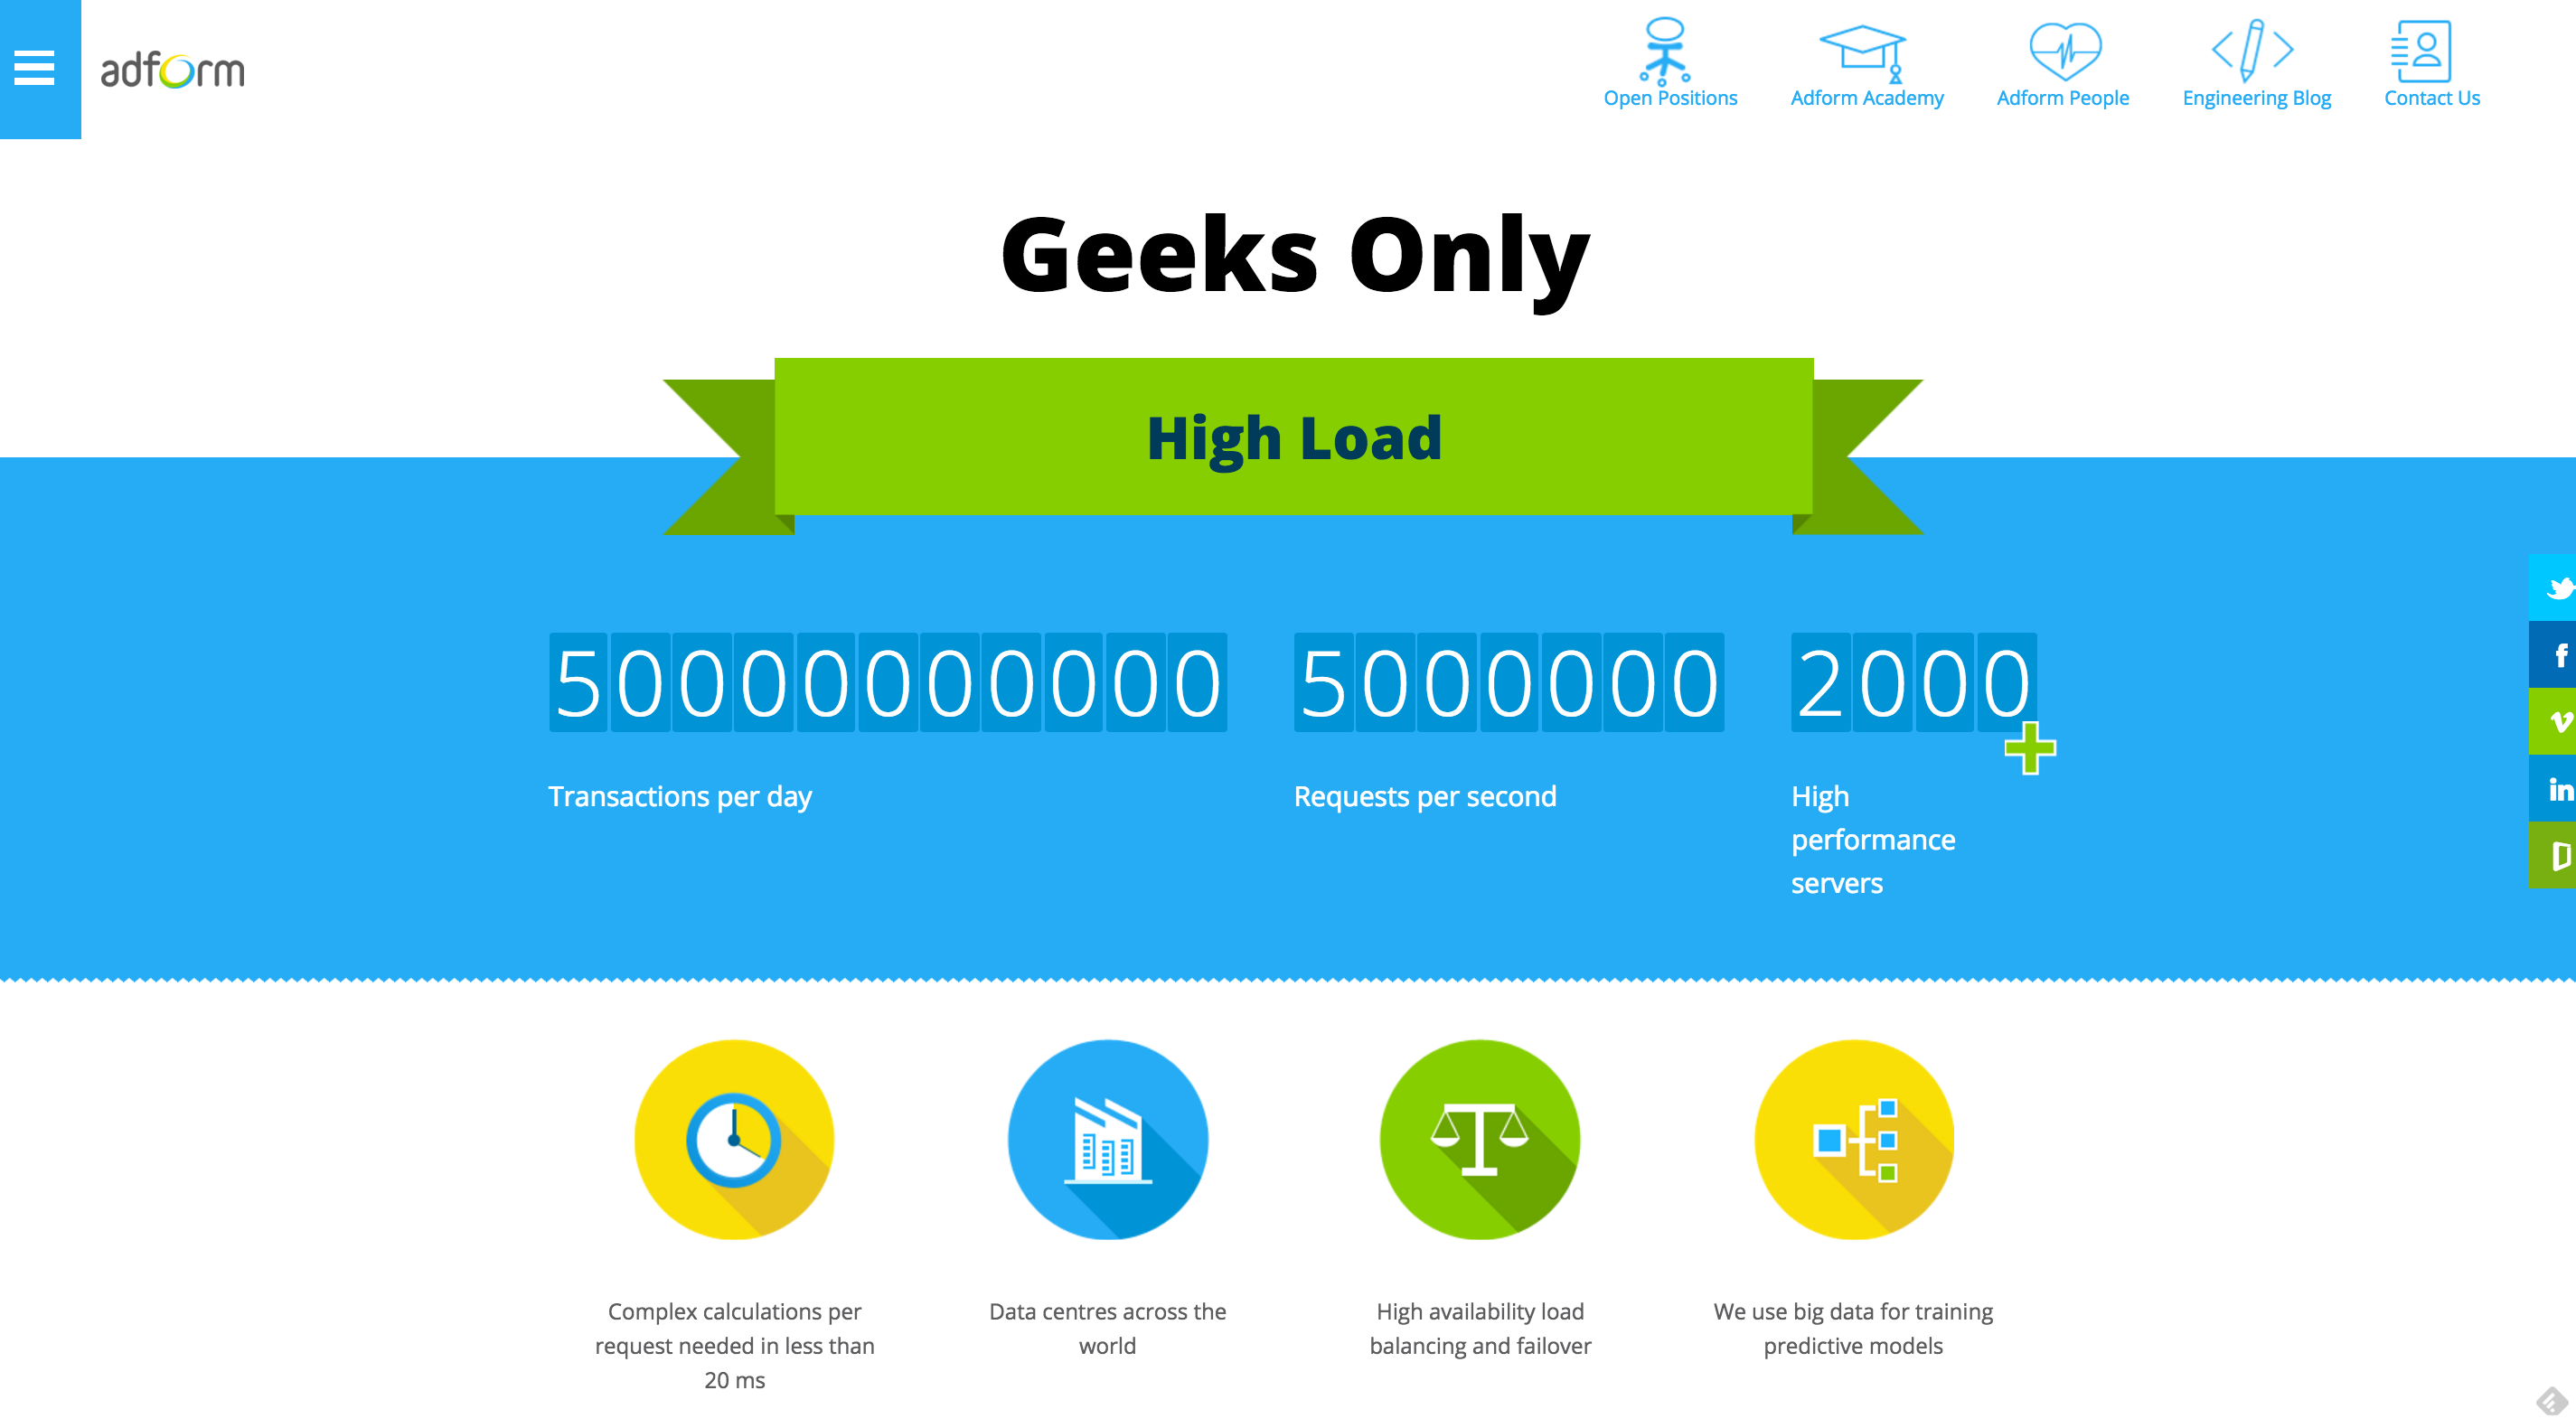 adform
Open Positions
Adform Academy
Adform People
Engineering Blog
Contact Us
Geeks Only
High Load
50000000000
Transactions per day
5000000
Requests per second
2000
High
performance
servers
Complex calculations per
request needed in less than
20 ms
Data centres across the
world
High availability load
balancing and failover
We use big data for training
predictive models